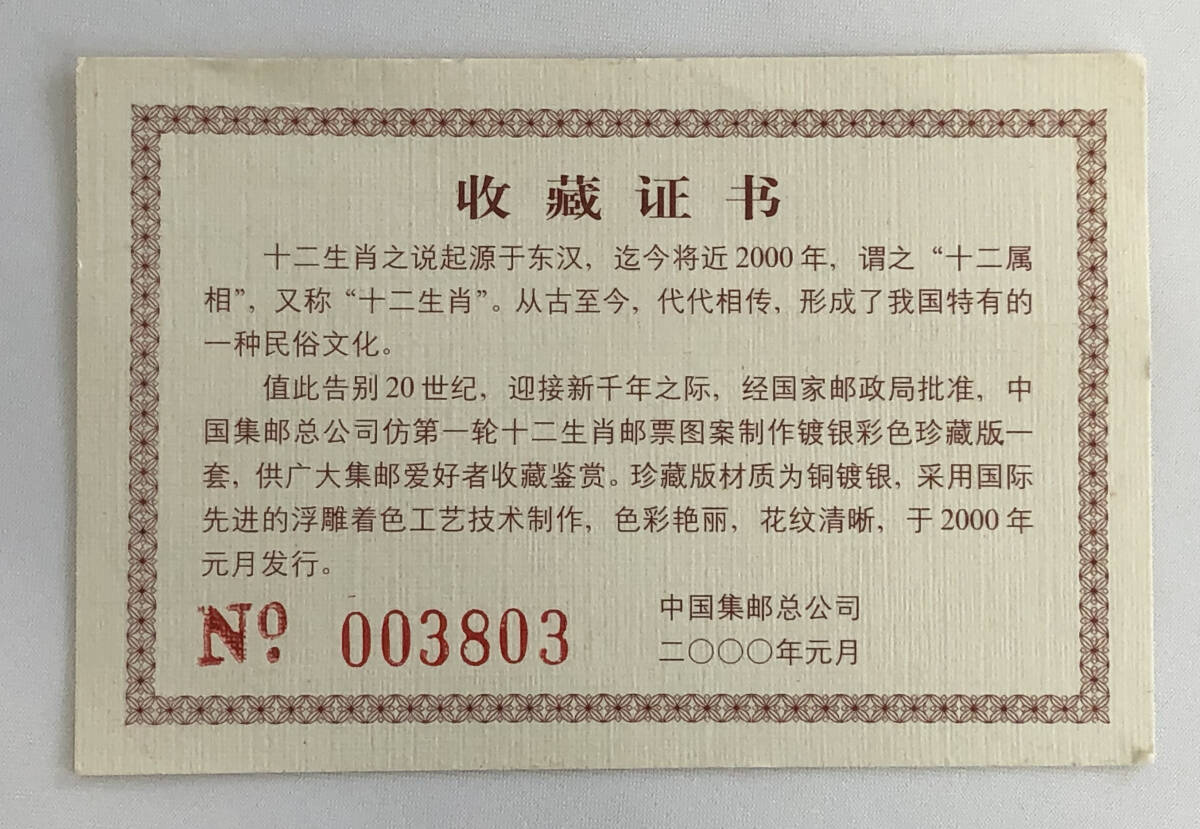 收藏证书
十二生肖之说起源于东汉，迄今将近2000年，谓之“十二属
相”，又称“十二生肖”。从古至今，代代相传，形成了我国特有的
一种民俗文化。
值此告别20世纪，迎接新千年之际，经国家邮政局批准，中
国集邮总公司仿第一轮十二生肖邮票图案制作镀银彩色珍藏版一
套，供广大集邮爱好者收藏鉴赏。珍藏版材质为铜镀银，采用国际
先进的浮雕着色工艺技术制作，色彩艳丽，花纹清晰，于2000年
元月发行。
中国集邮总公司
№ 003803
二〇〇〇年元月